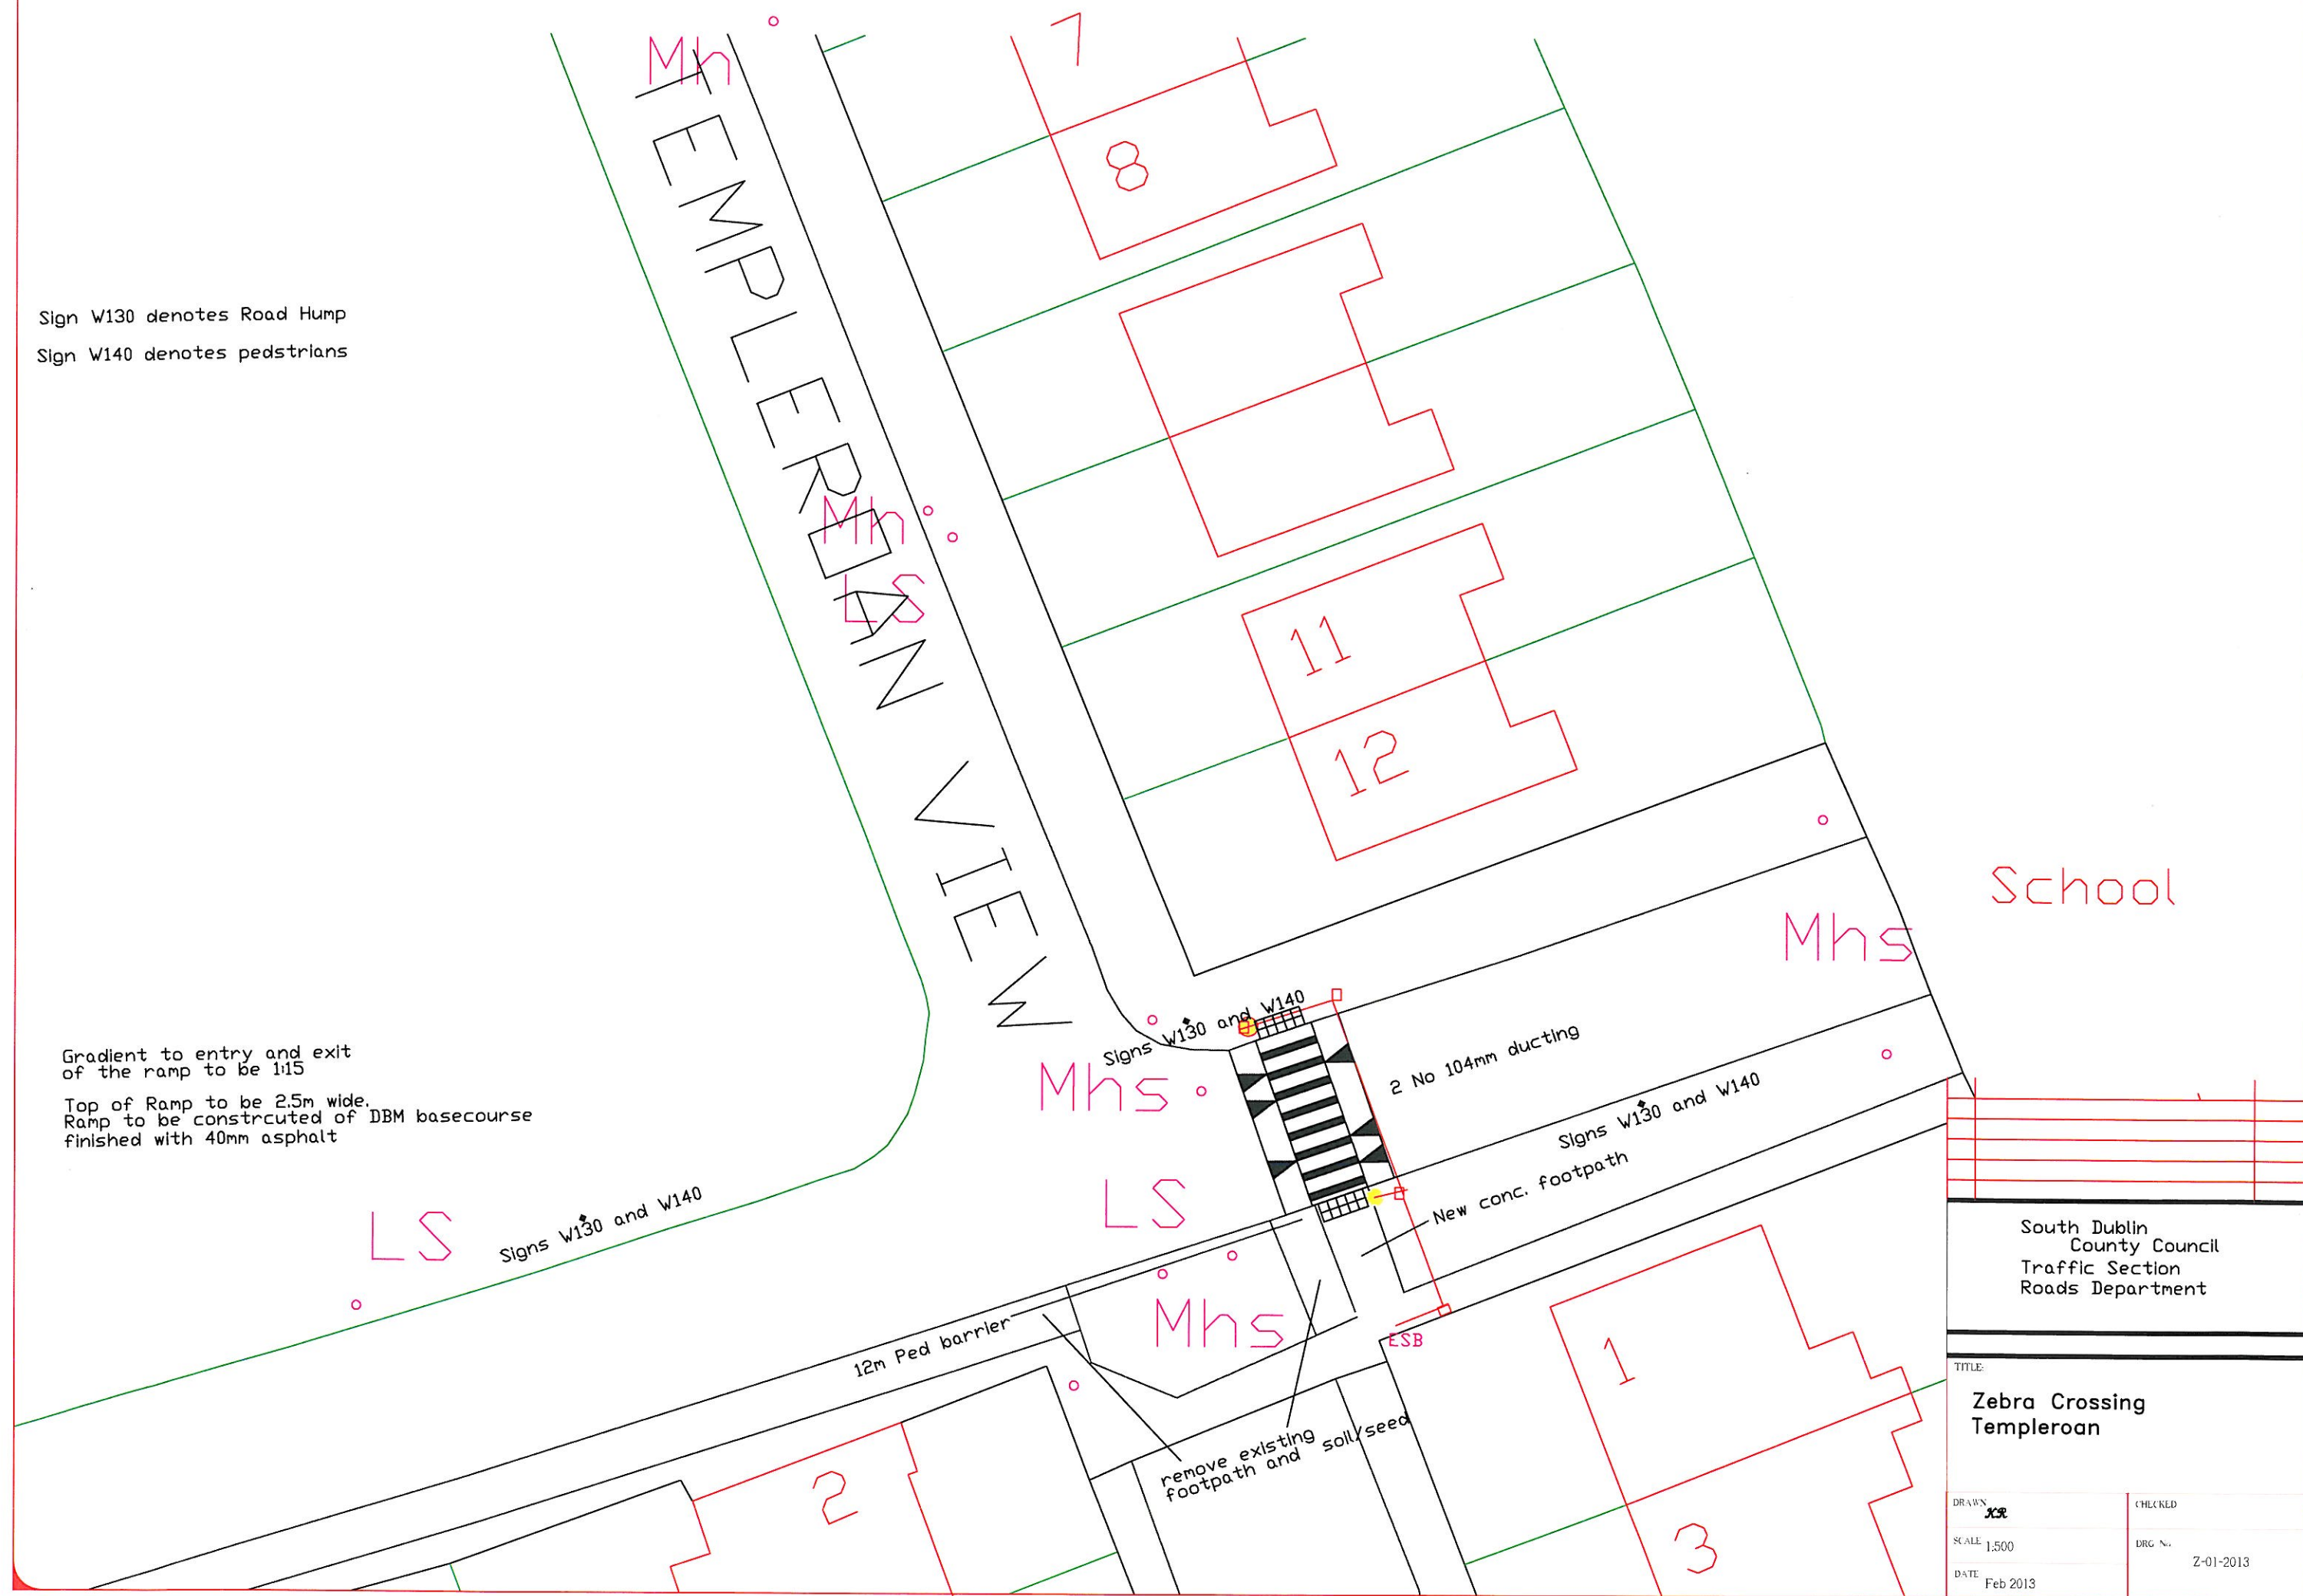 7
Mh
8
TEMPLEROAN VIEW
Sign W130 denotes Road Hump
Sign W140 denotes pedstrians
Mh
LS
11
12
School
Mhs
Signs W130 and W140
2 No 104mm ducting
Gradient to entry and exit
of the ramp to be 1:15
Top of Ramp to be 2.5m wide.
Ramp to be constrcuted of DBM basecourse
finished with 40mm asphalt
Mhs
Signs W130 and W140
New conc. footpath
LS
LS
Signs W130 and W140
Mhs
12m Ped barrier
ESB
1
remove existing
footpath and soil/seed
2
3
South Dublin
County Council
Traffic Section
Roads Department
TITLE:
Zebra Crossing
Templeroan
DRAWN KR
CHECKED
SCALE 1:500
DRG No.
Z-01-2013
DATE Feb 2013